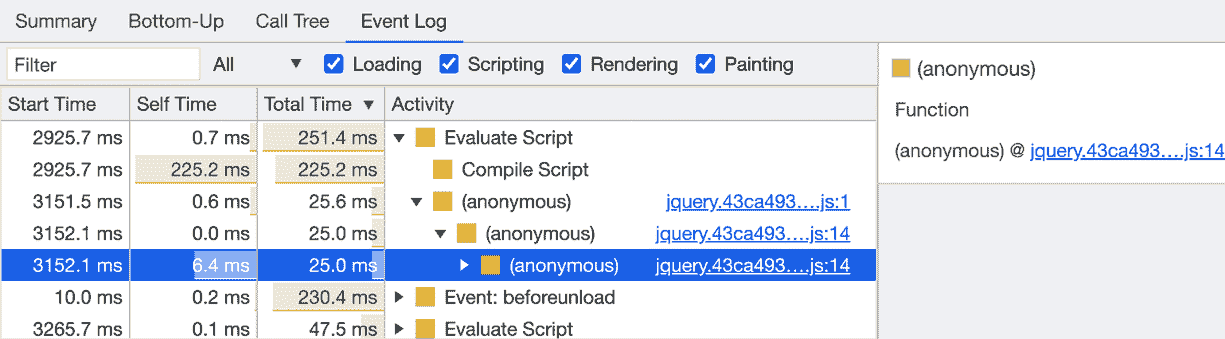 Summary Bottom-Up Call Tree Event Log
Filter All ▼ Loading Scripting Rendering Painting
Start Time Self Time Total Time ▼ Activity
2925.7 ms 0.7 ms 251.4 ms ▼ Evaluate Script
2925.7 ms 225.2 ms 225.2 ms Compile Script
3151.5 ms 0.6 ms 25.6 ms ▼ (anonymous) jquery.43ca493….js:1
3152.1 ms 0.0 ms 25.0 ms ▼ (anonymous) jquery.43ca493….js:14
3152.1 ms 6.4 ms 25.0 ms ▶ (anonymous) jquery.43ca493….js:14
10.0 ms 0.2 ms 230.4 ms ▶ Event: beforeunload
3265.7 ms 0.1 ms 47.5 ms ▶ Evaluate Script
(anonymous)
Function
(anonymous) @ jquery.43ca493….js:14